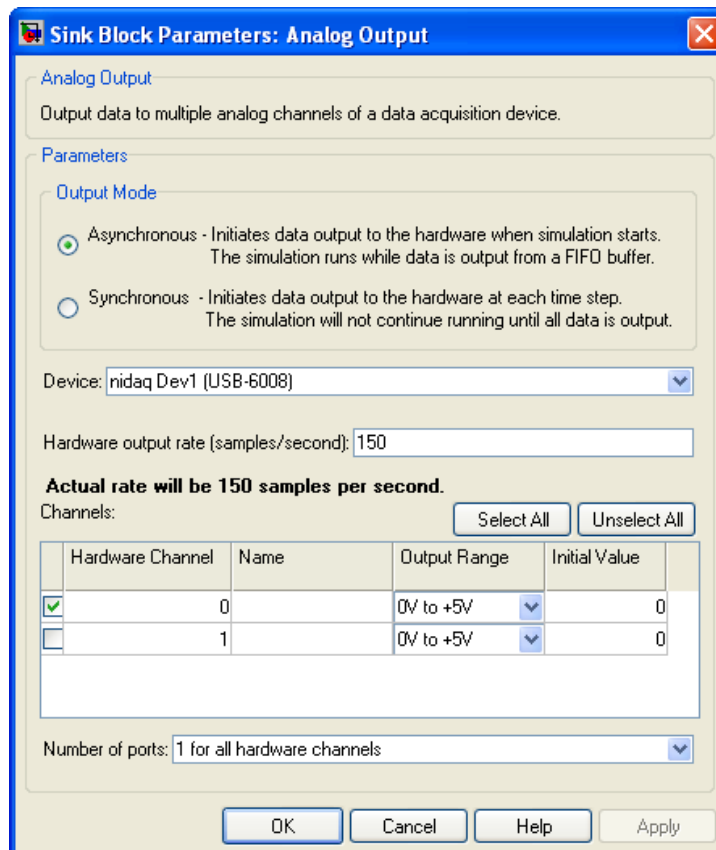 Sink Block Parameters: Analog Output
Analog Output
Output data to multiple analog channels of a data acquisition device.
Parameters
Output Mode
Asynchronous - Initiates data output to the hardware when simulation starts.
The simulation runs while data is output from a FIFO buffer.
Synchronous - Initiates data output to the hardware at each time step.
The simulation will not continue running until all data is output.
Device: nidaq Dev1 (USB-6008)
Hardware output rate (samples/second): 150
Actual rate will be 150 samples per second.
Channels:
Select All Unselect All
Hardware Channel Name Output Range Initial Value
0 0V to +5V 0
1 0V to +5V 0
Number of ports: 1 for all hardware channels
OK Cancel Help Apply